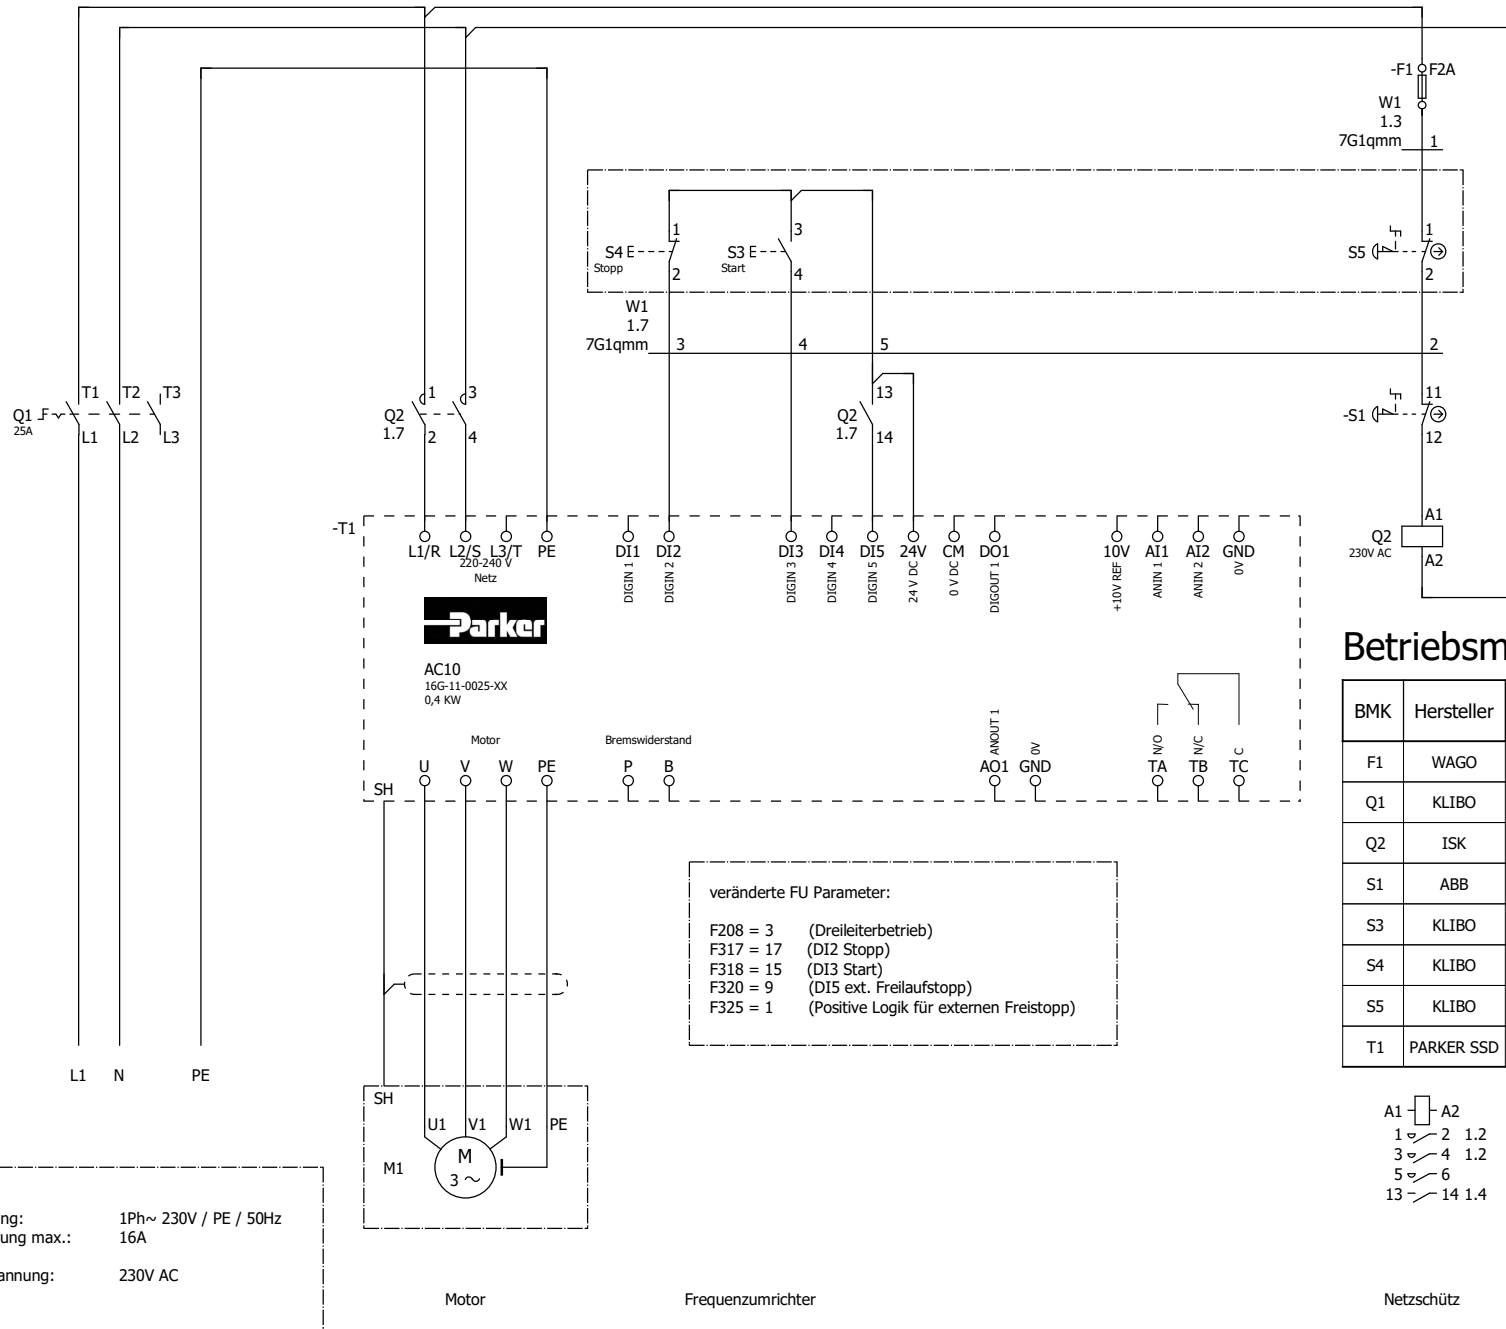 -F1 F2A
W1
1.3
7G1qmm 1
1
S4 E
Stopp
2
3
S3 E
Start
4
1
S5
2
W1
1.7
7G1qmm 3 4 5 2
Q1 F
25A
T1 T2 T3
L1 L2 L3
Q2
1.7
1 3
2 4
Q2
1.7
13
14
-S1
11
12
-T1
L1/R L2/S L3/T PE
220-240 V
Netz
DI1 DI2 DI3 DI4 DI5 24V CM DO1 10V AI1 AI2 GND
DIGIN 1
DIGIN 2
DIGIN 3
DIGIN 4
DIGIN 5
24 V DC
0 V DC
DIGOUT 1
+10V REF
ANIN 1
ANIN 2
0V
Q2
230V AC
A1
A2
Parker
AC10
16G-11-0025-XX
0,4 KW
Motor
Bremswiderstand
U V W PE P B
SH
ANOUT 1
0V
AO1 GND
N/O
N/C
C
TA TB TC
Betriebsm
BMK Hersteller
F1 WAGO
Q1 KLIBO
Q2 ISK
S1 ABB
S3 KLIBO
S4 KLIBO
S5 KLIBO
T1 PARKER SSD
veränderte FU Parameter:
F208 = 3 (Dreileiterbetrieb)
F317 = 17 (DI2 Stopp)
F318 = 15 (DI3 Start)
F320 = 9 (DI5 ext. Freilaufstopp)
F325 = 1 (Positive Logik für externen Freistopp)
L1 N PE
SH
U1 V1 W1 PE
M1
M
3 ~
A1 A2
1 2 1.2
3 4 1.2
5 6
13 14 1.4
ng: 1Ph~ 230V / PE / 50Hz
ung max.: 16A
annung: 230V AC
Motor
Frequenzumrichter
Netzschütz